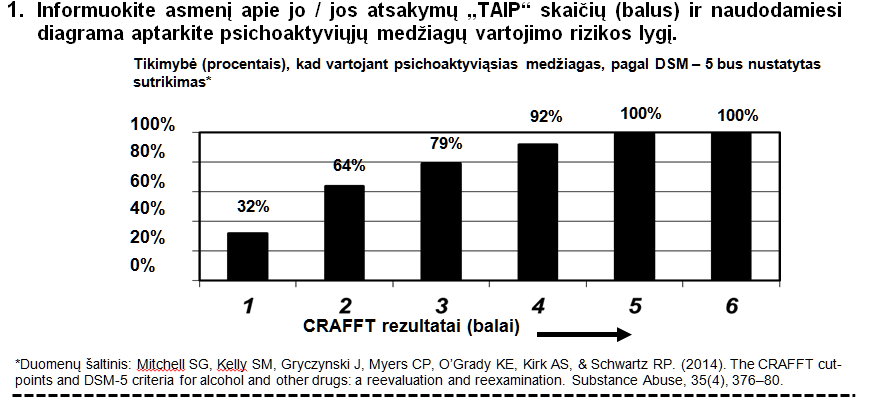 1. Informuokite asmenį apie jo / jos atsakymų „TAIP“ skaičių (balus) ir naudodamiesi
diagrama aptarkite psichoaktyviųjų medžiagų vartojimo rizikos lygį.
Tikimybė (procentais), kad vartojant psichoaktyviąsias medžiagas, pagal DSM – 5 bus nustatytas
sutrikimas*
100%
80%
60%
40%
20%
0%
32%
64%
79%
92%
100%
100%
1 2 3 4 5 6
CRAFFT rezultatai (balai)
*Duomenų šaltinis: Mitchell SG, Kelly SM, Gryczynski J, Myers CP, O’Grady KE, Kirk AS, & Schwartz RP. (2014). The CRAFFT cut-
points and DSM-5 criteria for alcohol and other drugs: a reevaluation and reexamination. Substance Abuse, 35(4), 376–80.